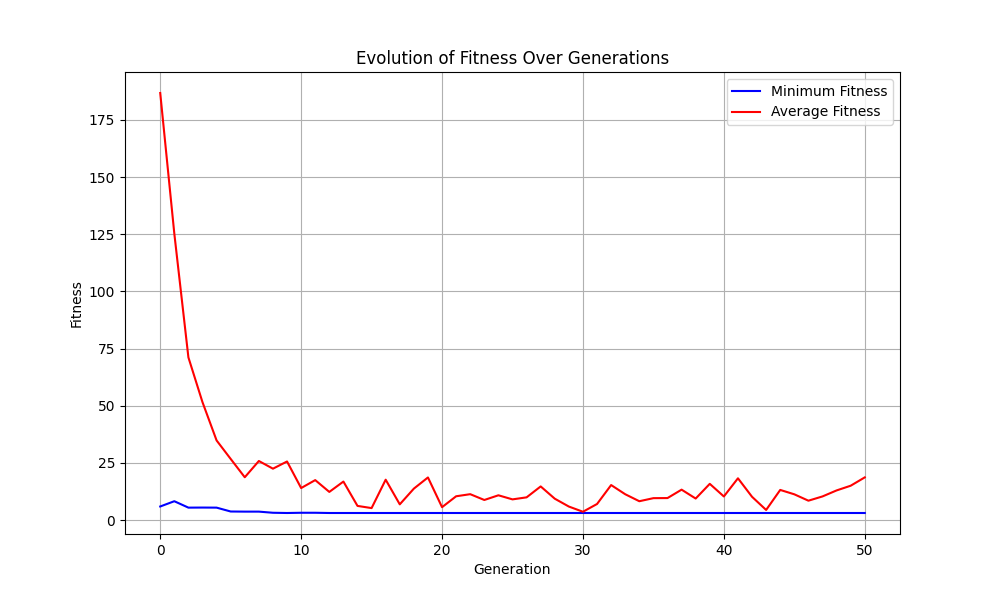 Evolution of Fitness Over Generations
Minimum Fitness
Average Fitness
175
150
125
100
75
50
25
0
Fitness
0 10 20 30 40 50
Generation